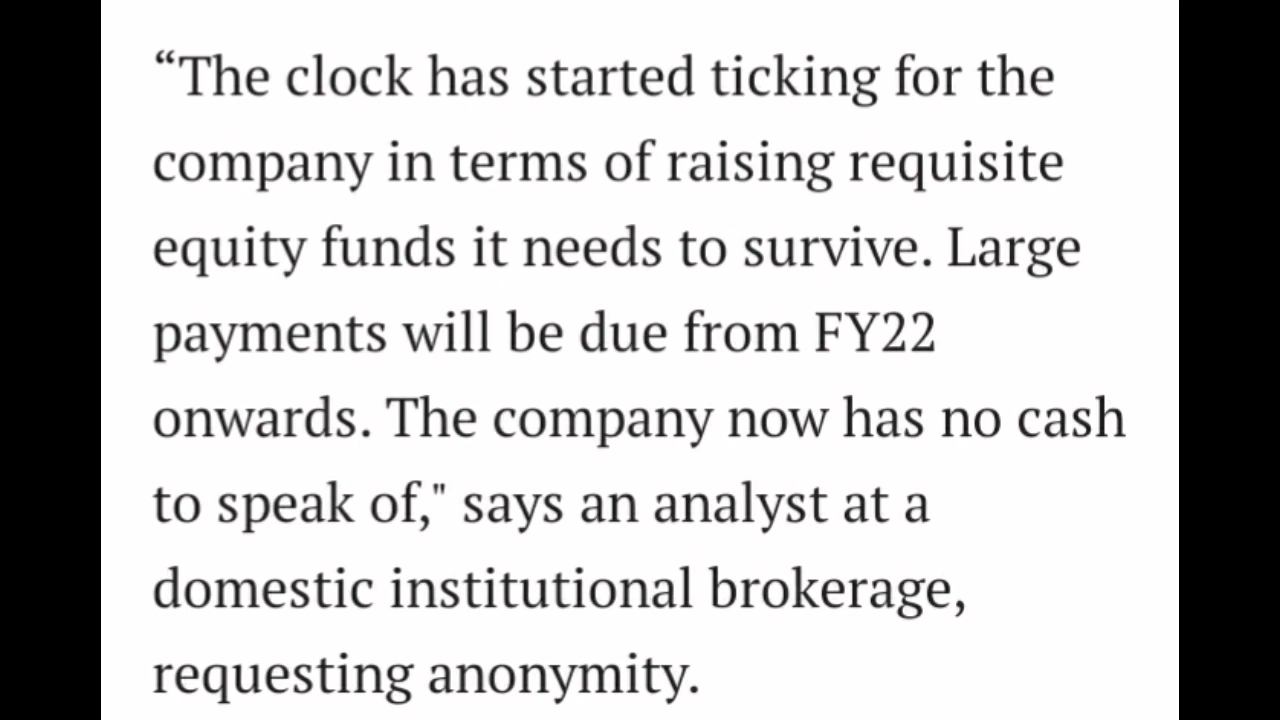 “The clock has started ticking for the
company in terms of raising requisite
equity funds it needs to survive. Large
payments will be due from FY22
onwards. The company now has no cash
to speak of," says an analyst at a
domestic institutional brokerage,
requesting anonymity.